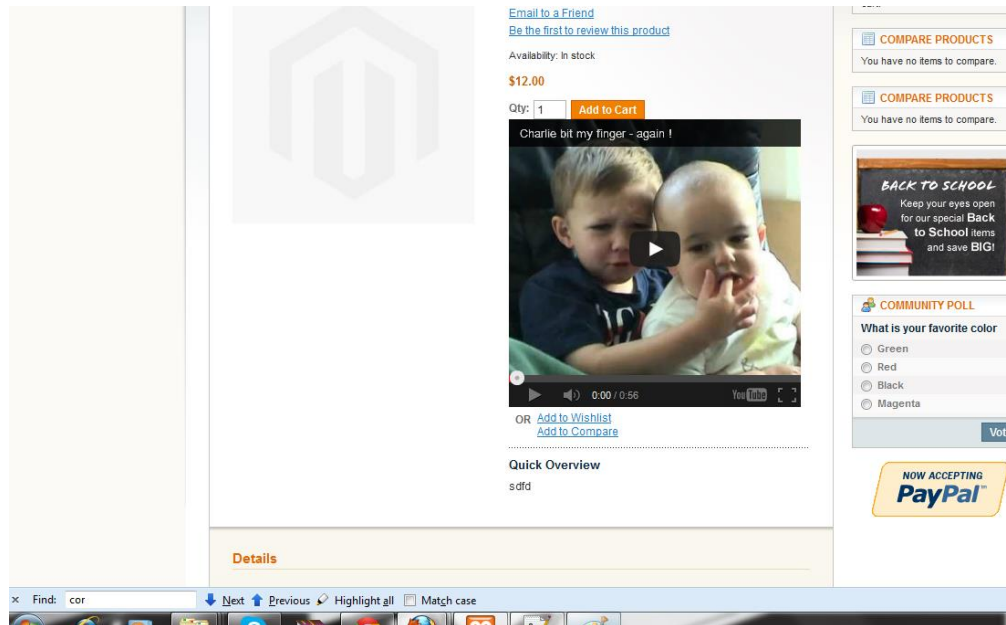 Email to a Friend
Be the first to review this product
Availability: In stock
$12.00
Qty: 1 Add to Cart
Charlie bit my finger - again !
0:00 / 0:56
YouTube
OR Add to Wishlist
Add to Compare
Quick Overview
sdfd
Details
COMPARE PRODUCTS
You have no items to compare.
COMPARE PRODUCTS
You have no items to compare.
BACK TO SCHOOL
Keep your eyes open
for our special Back
to School items
and save BIG!
COMMUNITY POLL
What is your favorite color
Green
Red
Black
Magenta
Vot
NOW ACCEPTING
PayPal
× Find: cor Next Previous Highlight all Match case